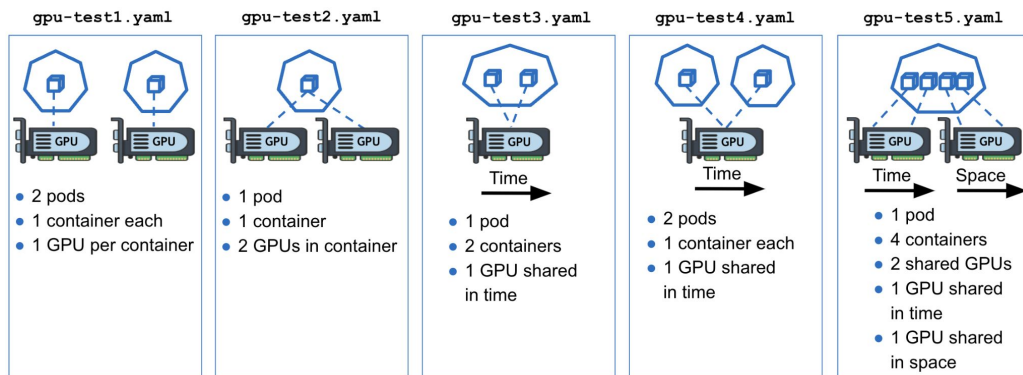 gpu-test1.yaml
GPU
GPU
2 pods
1 container each
1 GPU per container
gpu-test2.yaml
GPU
GPU
1 pod
1 container
2 GPUs in container
gpu-test3.yaml
GPU
Time
1 pod
2 containers
1 GPU shared
in time
gpu-test4.yaml
GPU
Time
2 pods
1 container each
1 GPU shared
in time
gpu-test5.yaml
GPU
GPU
Time
Space
1 pod
4 containers
2 shared GPUs
1 GPU shared
in time
1 GPU shared
in space